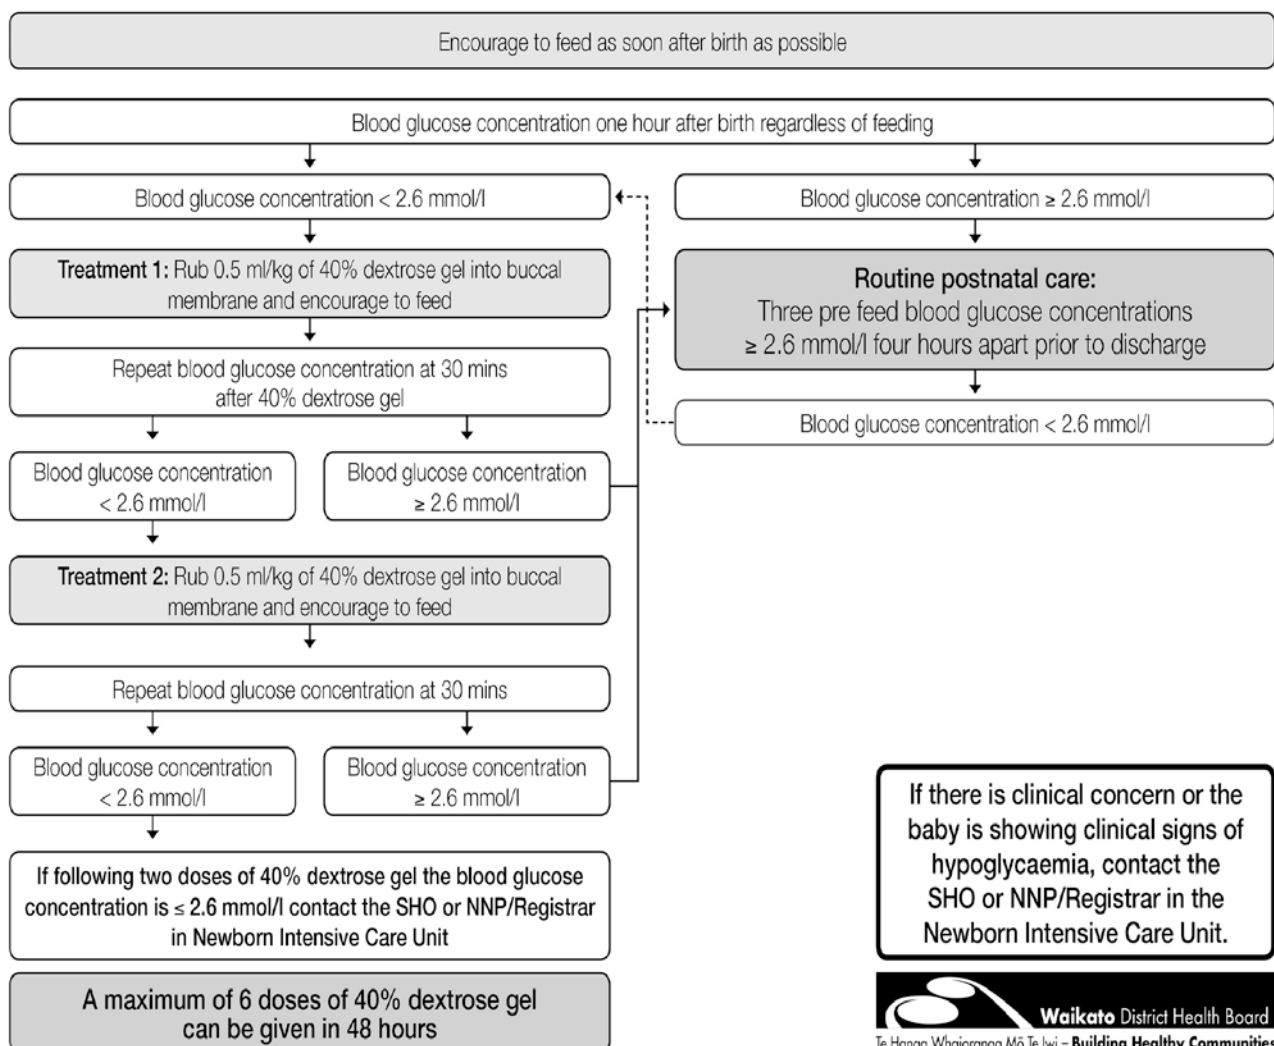 Encourage to feed as soon after birth as possible
Blood glucose concentration one hour after birth regardless of feeding
Blood glucose concentration < 2.6 mmol/l
Blood glucose concentration ≥ 2.6 mmol/l
Treatment 1: Rub 0.5 ml/kg of 40% dextrose gel into buccal
membrane and encourage to feed
Routine postnatal care:
Three pre feed blood glucose concentrations
≥ 2.6 mmol/l four hours apart prior to discharge
Repeat blood glucose concentration at 30 mins
after 40% dextrose gel
Blood glucose concentration < 2.6 mmol/l
Blood glucose concentration
< 2.6 mmol/l
Blood glucose concentration
≥ 2.6 mmol/l
Treatment 2: Rub 0.5 ml/kg of 40% dextrose gel into buccal
membrane and encourage to feed
Repeat blood glucose concentration at 30 mins
Blood glucose concentration
< 2.6 mmol/l
Blood glucose concentration
≥ 2.6 mmol/l
If following two doses of 40% dextrose gel the blood glucose
concentration is ≤ 2.6 mmol/l contact the SHO or NNP/Registrar
in Newborn Intensive Care Unit
A maximum of 6 doses of 40% dextrose gel
can be given in 48 hours
If there is clinical concern or the
baby is showing clinical signs of
hypoglycaemia, contact the
SHO or NNP/Registrar in the
Newborn Intensive Care Unit.
Waikato District Health Board
Te Hanga Whaioranga Mō Te Iwi – Building Healthy Communities